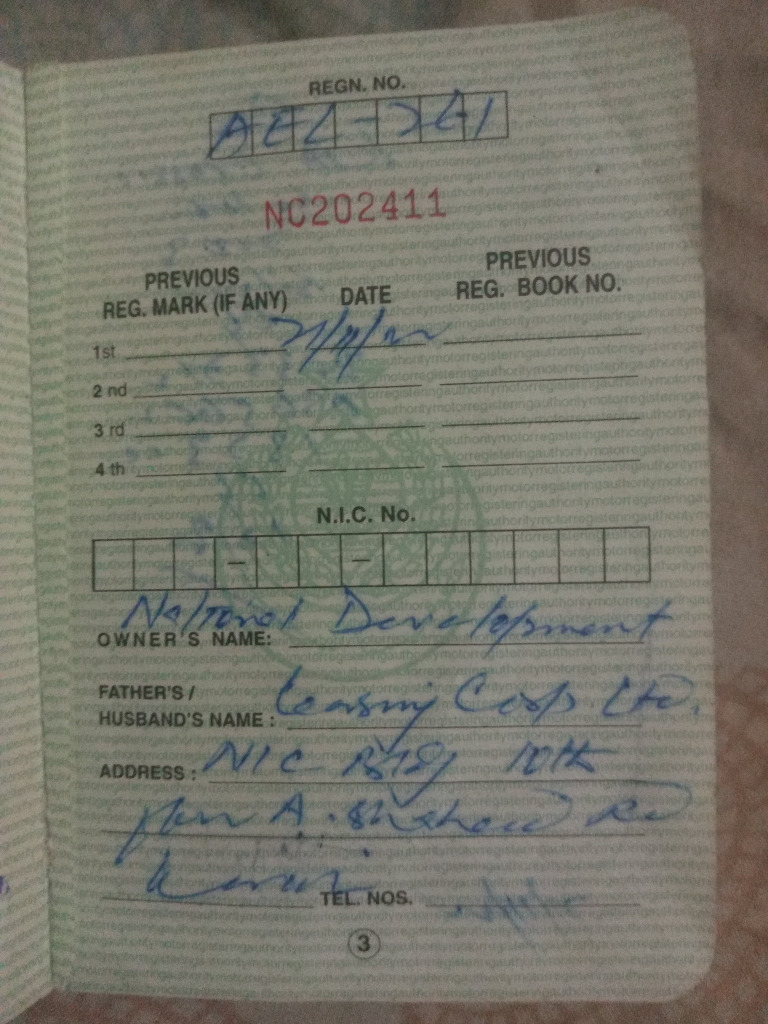 REGN. NO.
NC202411
PREVIOUS REG. MARK (IF ANY) DATE PREVIOUS REG. BOOK NO.
1st
2 nd
3 rd
4 th
N.I.C. No.
National Development
OWNER'S NAME:
FATHER'S / HUSBAND'S NAME : Leasing Corp. Ltd.
ADDRESS : NIC Bldg 10th
A.
TEL. NOS.
3